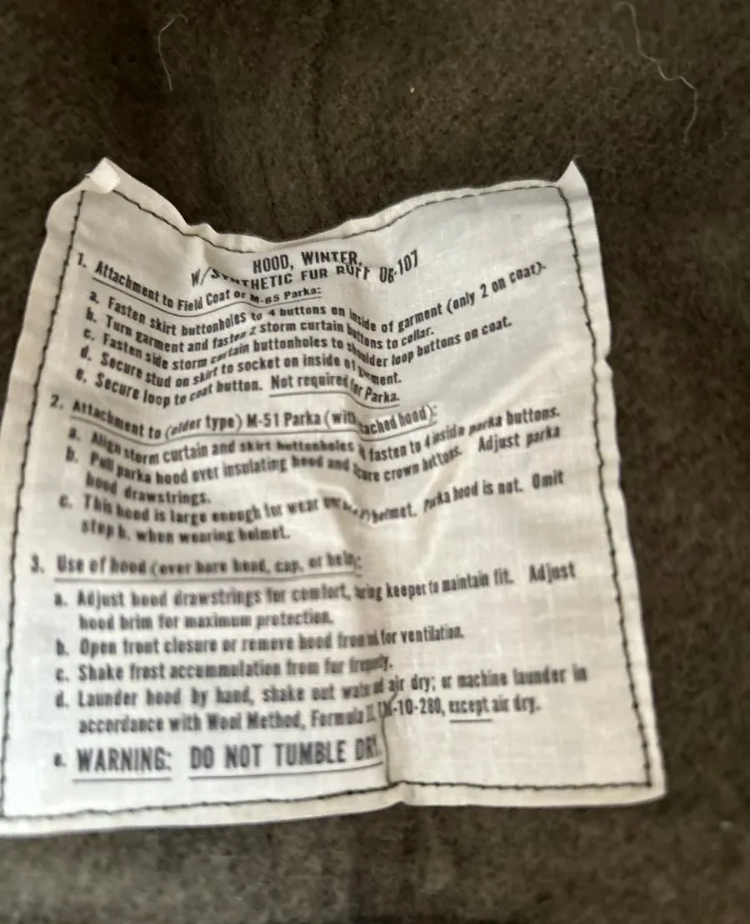 HOOD, WINTER,
W/SYNTHETIC FUR RUFF OG-107
1. Attachment to Field Coat or M-65 Parka:
a. Fasten skirt buttonholes to 4 buttons on inside of garment (only 2 on coat).
b. Turn garment and fasten 2 storm curtain buttons to collar.
c. Fasten side storm curtain buttonholes to shoulder loop buttons on coat.
d. Secure stud on skirt to socket on inside of garment.
e. Secure loop to coat button. Not required for Parka.
2. Attachment to (older type) M-51 Parka (with attached hood):
a. Align storm curtain and skirt buttonholes fasten to 4 inside parka buttons.
b. Pull parka hood over insulating hood and crown buttons. Adjust parka
hood drawstrings.
c. This hood is large enough for wear helmet. Parka hood is not. Omit
step b. when wearing helmet.
3. Use of hood (over bare head, cap, or
a. Adjust hood drawstrings for comfort, keeper to maintain fit. Adjust
hood brim for maximum protection.
b. Open front closure or remove hood from for ventilation.
c. Shake frost accummulation from fur
d. Launder hood by hand, shake out water air dry; or machine launder in
accordance with Wool Method, Formula TM-10-280, except air dry.
e. WARNING: DO NOT TUMBLE DRY.